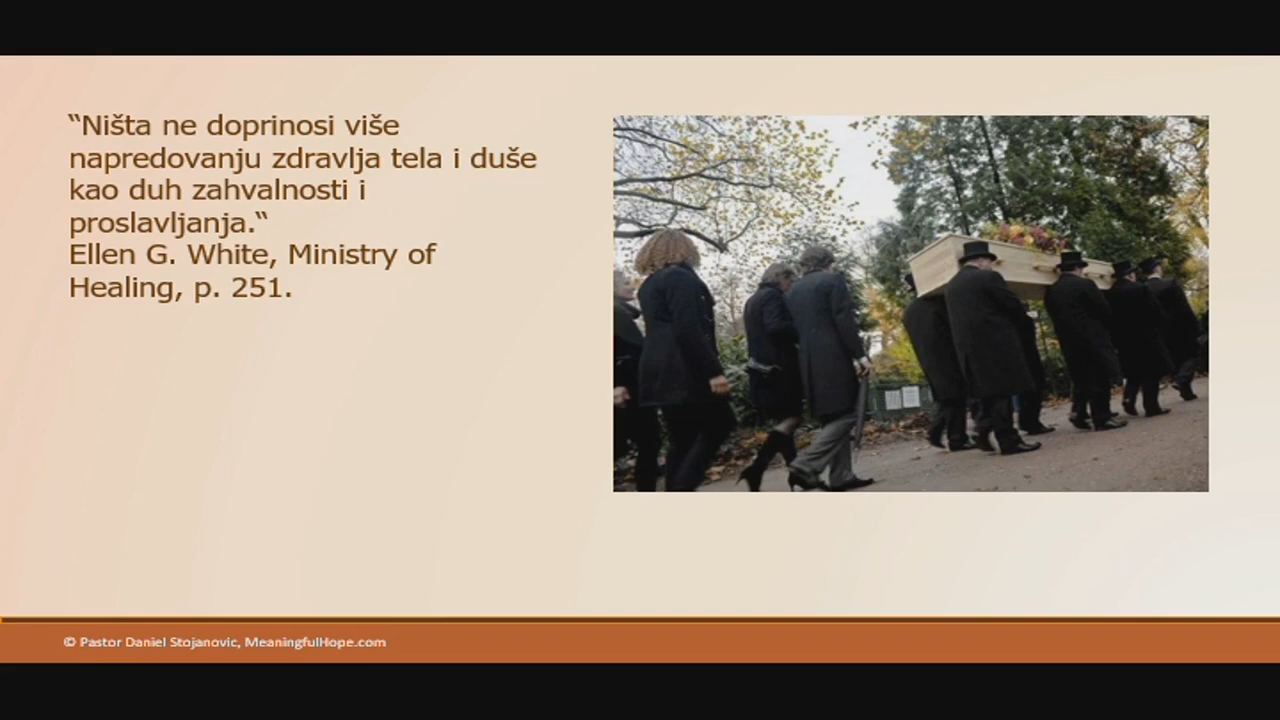 “Ništa ne doprinosi više
napredovanju zdravlja tela i duše
kao duh zahvalnosti i
proslavljanja.“
Ellen G. White, Ministry of
Healing, p. 251.
© Pastor Daniel Stojanovic, MeaningfulHope.com